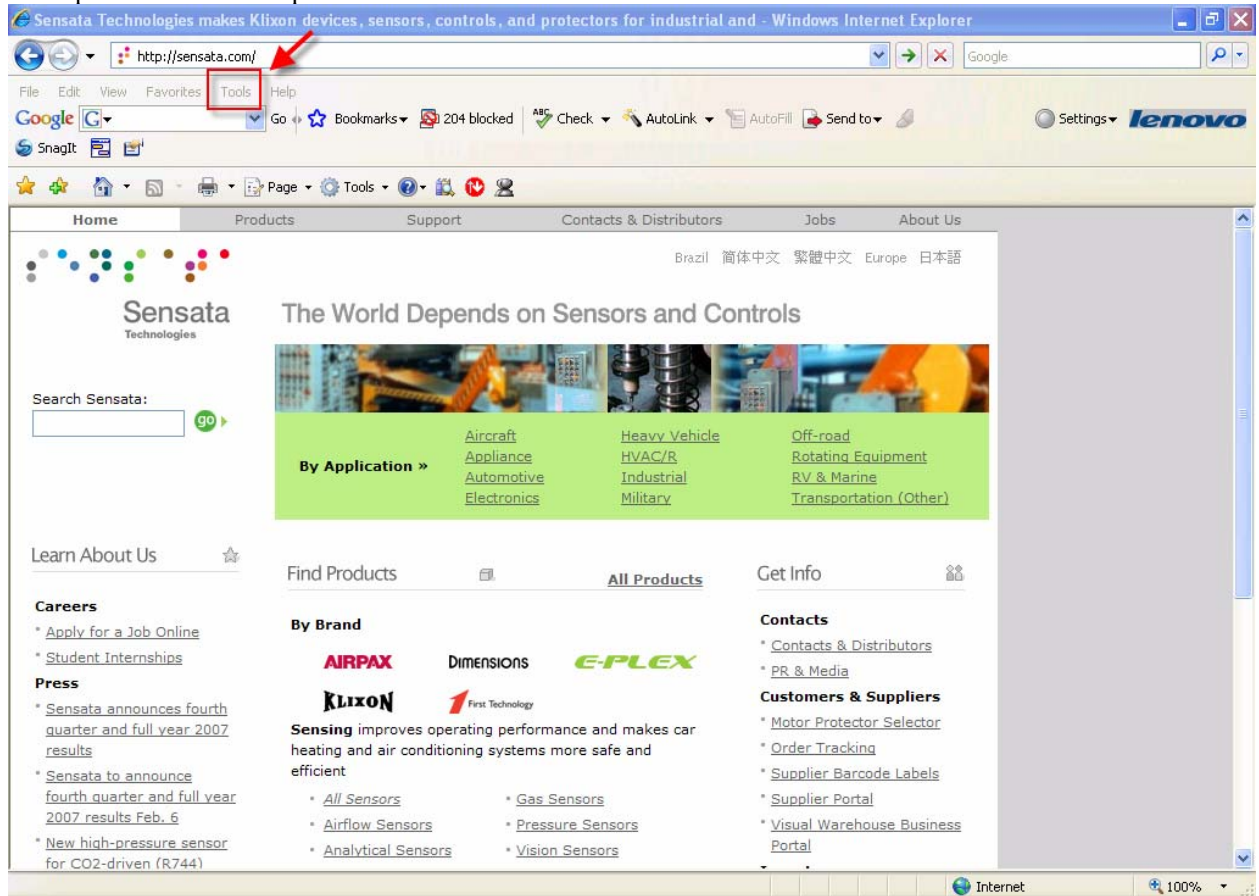 Sensata Technologies makes Klixon devices, sensors, controls, and protectors for industrial and - Windows Internet Explorer
http://sensata.com/
Google
File Edit View Favorites Tools Help
Google G Go Bookmarks 204 blocked ABC Check AutoLink AutoFill Send to Settings lenovo
SnagIt
Page Tools
Home Products Support Contacts & Distributors Jobs About Us
Brazil 简体中文 繁體中文 Europe 日本語
Sensata
Technologies
The World Depends on Sensors and Controls
Search Sensata:
go
By Application »
Aircraft Heavy Vehicle Off-road
Appliance HVAC/R Rotating Equipment
Automotive Industrial RV & Marine
Electronics Military Transportation (Other)
Learn About Us
Careers
* Apply for a Job Online
* Student Internships
Press
* Sensata announces fourth
quarter and full year 2007
results
* Sensata to announce
fourth quarter and full year
2007 results Feb. 6
* New high-pressure sensor
for CO2-driven (R744)
Find Products All Products
By Brand
AIRPAX DIMENSIONS E-PLEX
KLIXON First Technology
Sensing improves operating performance and makes car
heating and air conditioning systems more safe and
efficient
* All Sensors * Gas Sensors
* Airflow Sensors * Pressure Sensors
* Analytical Sensors * Vision Sensors
Get Info
Contacts
* Contacts & Distributors
* PR & Media
Customers & Suppliers
* Motor Protector Selector
* Order Tracking
* Supplier Barcode Labels
* Supplier Portal
* Visual Warehouse Business
Portal
Internet 100%